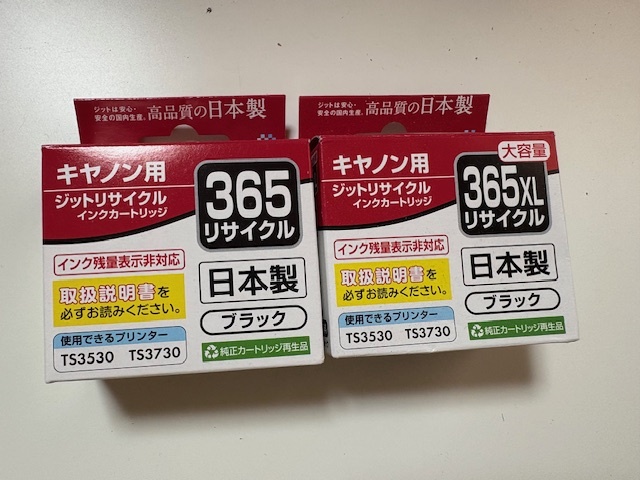 ジットは安心・
安全の国内生産。
高品質の日本製
キヤノン用
ジットリサイクル
インクカートリッジ
365
リサイクル
インク残量表示非対応
日本製
取扱説明書を
必ずお読みください。
ブラック
使用できるプリンター
TS3530 TS3730
純正カートリッジ再生品
ジットは安心・
安全の国内生産。
高品質の日本製
大容量
キヤノン用
ジットリサイクル
インクカートリッジ
365XL
リサイクル
インク残量表示非対応
日本製
取扱説明書を
必ずお読みください。
ブラック
使用できるプリンター
TS3530 TS3730
純正カートリッジ再生品